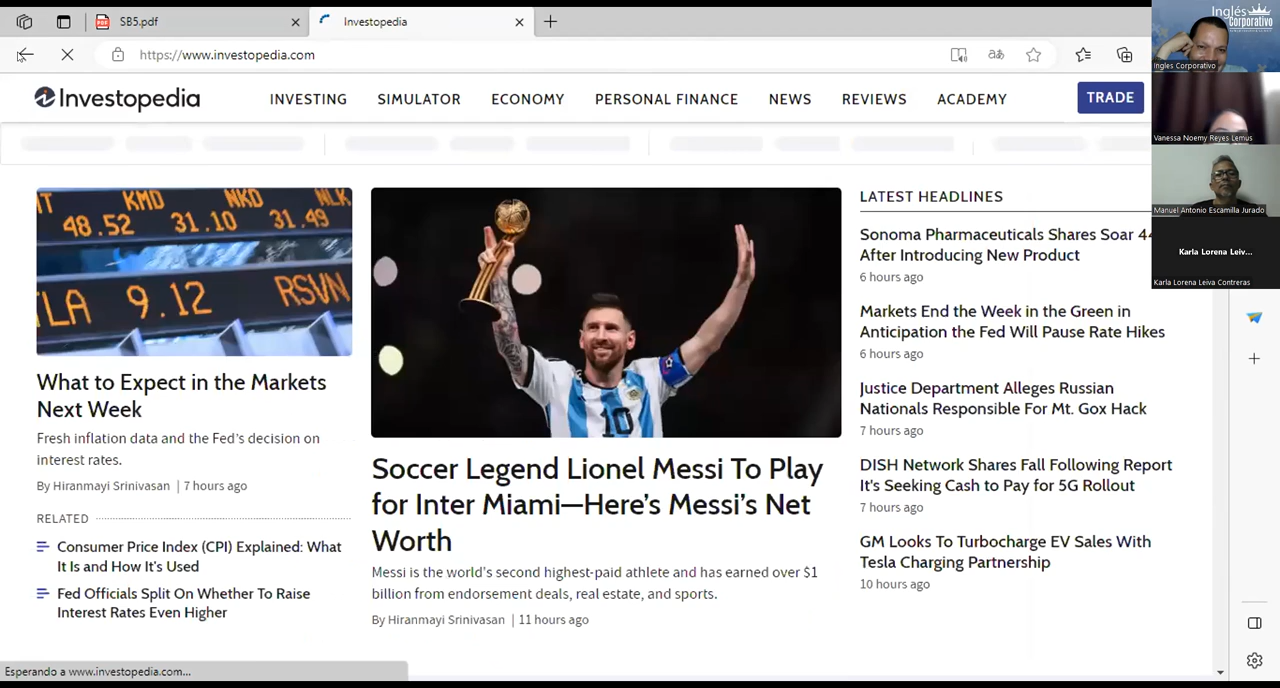 SB5.pdf
Investopedia
https://www.investopedia.com
Investopedia
INVESTING
SIMULATOR
ECONOMY
PERSONAL FINANCE
NEWS
REVIEWS
ACADEMY
TRADE
KMD
NKD
NLK
48.52
31.10
31.49
9.12
RSVN
What to Expect in the Markets
Next Week
Fresh inflation data and the Fed's decision on
interest rates.
By Hiranmayi Srinivasan | 7 hours ago
RELATED
Consumer Price Index (CPI) Explained: What
It Is and How It's Used
Fed Officials Split On Whether To Raise
Interest Rates Even Higher
10
Soccer Legend Lionel Messi To Play
for Inter Miami—Here's Messi's Net
Worth
Messi is the world's second highest-paid athlete and has earned over $1
billion from endorsement deals, real estate, and sports.
By Hiranmayi Srinivasan | 11 hours ago
LATEST HEADLINES
Sonoma Pharmaceuticals Shares Soar
After Introducing New Product
6 hours ago
Markets End the Week in the Green in
Anticipation the Fed Will Pause Rate Hikes
6 hours ago
Justice Department Alleges Russian
Nationals Responsible For Mt. Gox Hack
7 hours ago
DISH Network Shares Fall Following Report
It's Seeking Cash to Pay for 5G Rollout
7 hours ago
GM Looks To Turbocharge EV Sales With
Tesla Charging Partnership
10 hours ago
Esperando a www.investopedia.com...
Inglés
Corporativo
Ingles Corporativo
Vanessa Noemy Reyes Lemus
Manuel Antonio Escamilla Jurado
Karla Lorena Leiv...
Karla Lorena Leiva Contreras